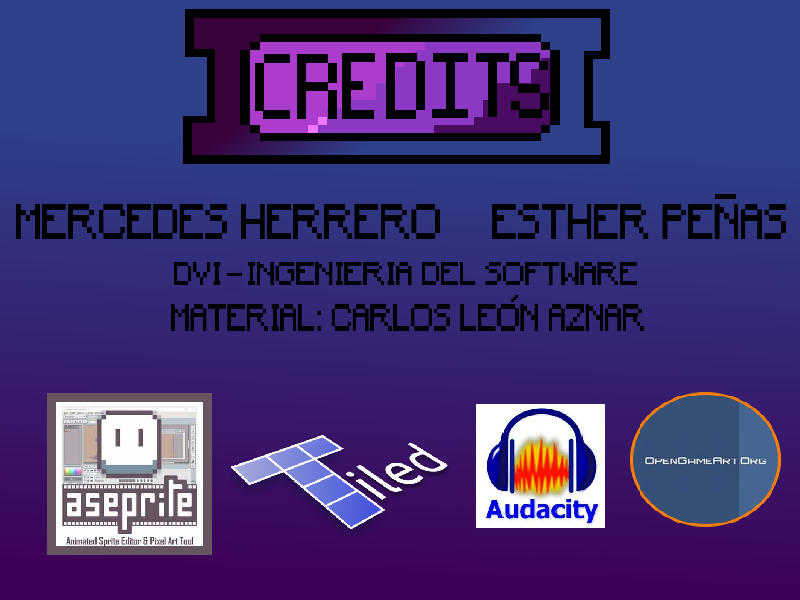 CREDITS
MERCEDES HERRERO ESTHER PEÑAS
DVI - INGENIERIA DEL SOFTWARE
MATERIAL: CARLOS LEÓN AZNAR
aseprite
Animated Sprite Editor & Pixel Art Tool
Tiled
Audacity
OpenGameArt.Org